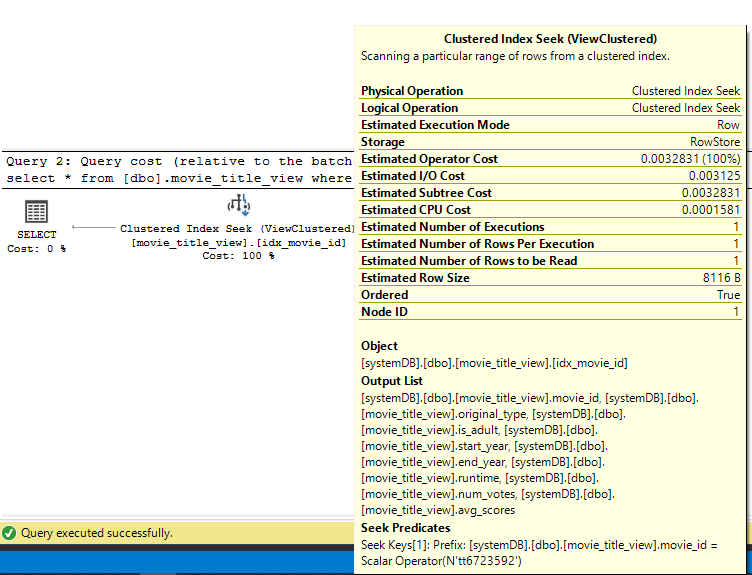 Query 2: Query cost (relative to the batch
select * from [dbo].movie_title_view where
SELECT
Cost: 0 %
Clustered Index Seek (ViewClustered)
[movie_title_view].[idx_movie_id]
Cost: 100 %
Query executed successfully.
Clustered Index Seek (ViewClustered)
Scanning a particular range of rows from a clustered index.
Physical Operation Clustered Index Seek
Logical Operation Clustered Index Seek
Estimated Execution Mode Row
Storage RowStore
Estimated Operator Cost 0.0032831 (100%)
Estimated I/O Cost 0.003125
Estimated Subtree Cost 0.0032831
Estimated CPU Cost 0.0001581
Estimated Number of Executions 1
Estimated Number of Rows Per Execution 1
Estimated Number of Rows to be Read 1
Estimated Row Size 8116 B
Ordered True
Node ID 1
Object
[systemDB].[dbo].[movie_title_view].[idx_movie_id]
Output List
[systemDB].[dbo].[movie_title_view].movie_id, [systemDB].[dbo].
[movie_title_view].original_type, [systemDB].[dbo].
[movie_title_view].is_adult, [systemDB].[dbo].
[movie_title_view].start_year, [systemDB].[dbo].
[movie_title_view].end_year, [systemDB].[dbo].
[movie_title_view].runtime, [systemDB].[dbo].
[movie_title_view].num_votes, [systemDB].[dbo].
[movie_title_view].avg_scores
Seek Predicates
Seek Keys[1]: Prefix: [systemDB].[dbo].[movie_title_view].movie_id =
Scalar Operator(N'tt6723592')